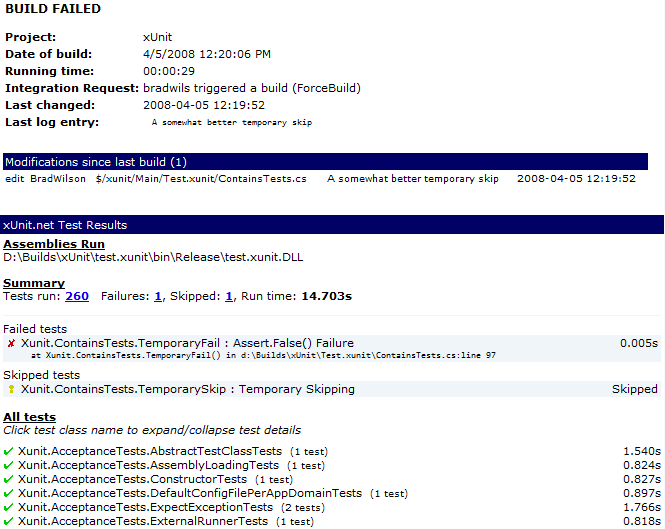 BUILD FAILED
Project: xUnit
Date of build: 4/5/2008 12:20:06 PM
Running time: 00:00:29
Integration Request: bradwils triggered a build (ForceBuild)
Last changed: 2008-04-05 12:19:52
Last log entry: A somewhat better temporary skip
Modifications since last build (1)
edit BradWilson $/xunit/Main/Test.xunit/ContainsTests.cs A somewhat better temporary skip 2008-04-05 12:19:52
xUnit.net Test Results
Assemblies Run
D:\Builds\xUnit\test.xunit\bin\Release\test.xunit.DLL
Summary
Tests run: 260 Failures: 1, Skipped: 1, Run time: 14.703s
Failed tests
Xunit.ContainsTests.TemporaryFail : Assert.False() Failure 0.005s
at Xunit.ContainsTests.TemporaryFail() in d:\Builds\xUnit\Test.xunit\ContainsTests.cs:line 97
Skipped tests
Xunit.ContainsTests.TemporarySkip : Temporary Skipping Skipped
All tests
Click test class name to expand/collapse test details
Xunit.AcceptanceTests.AbstractTestClassTests (1 test) 1.540s
Xunit.AcceptanceTests.AssemblyLoadingTests (1 test) 0.824s
Xunit.AcceptanceTests.ConstructorTests (1 test) 0.827s
Xunit.AcceptanceTests.DefaultConfigFilePerAppDomainTests (1 test) 0.897s
Xunit.AcceptanceTests.ExpectExceptionTests (2 tests) 1.766s
Xunit.AcceptanceTests.ExternalRunnerTests (1 test) 0.818s